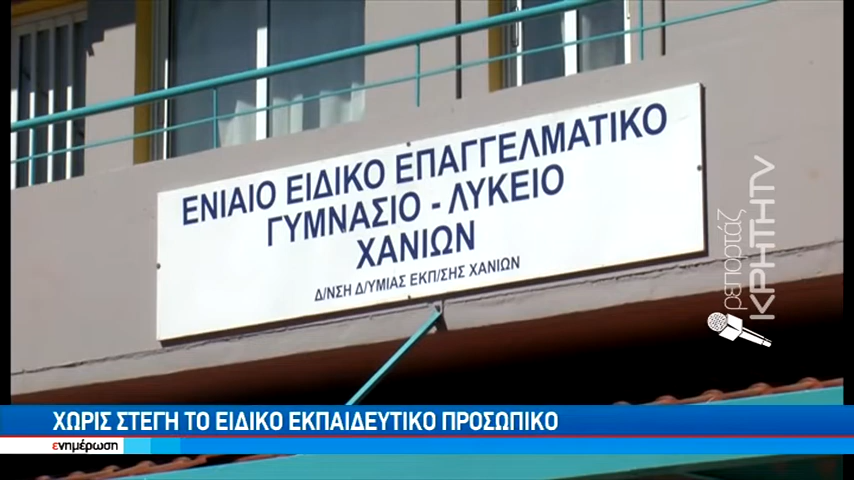 ΕΝΙΑΙΟ ΕΙΔΙΚΟ ΕΠΑΓΓΕΛΜΑΤΙΚΟ
ΓΥΜΝΑΣΙΟ - ΛΥΚΕΙΟ
ΧΑΝΙΩΝ
Δ/ΝΣΗ Δ/ΥΜΙΑΣ ΕΚΠ/ΣΗΣ ΧΑΝΙΩΝ
ρεπορτάζ
ΚΡΗΤΗTV
ΧΩΡΙΣ ΣΤΕΓΗ ΤΟ ΕΙΔΙΚΟ ΕΚΠΑΙΔΕΥΤΙΚΟ ΠΡΟΣΩΠΙΚΟ
ενημέρωση